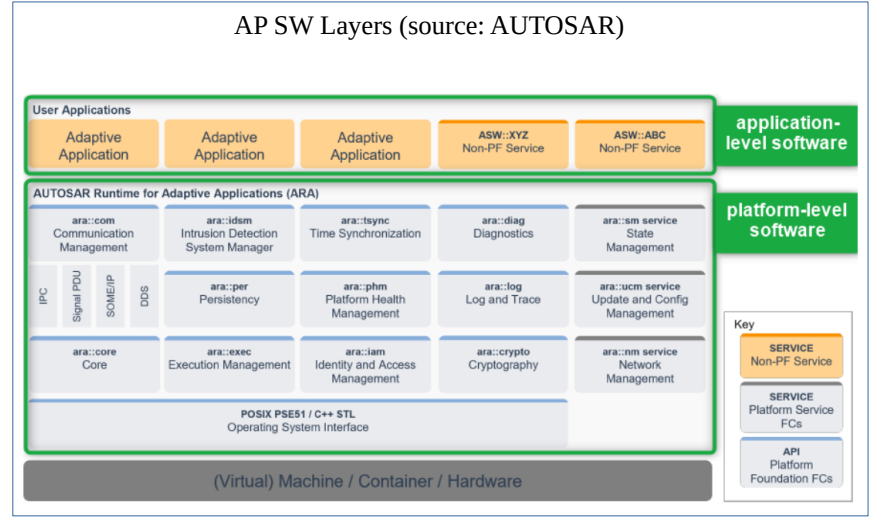 AP SW Layers (source: AUTOSAR)
User Applications
Adaptive
Application
Adaptive
Application
Adaptive
Application
ASW::XYZ
Non-PF Service
ASW::ABC
Non-PF Service
application-
level software
AUTOSAR Runtime for Adaptive Applications (ARA)
ara::com
Communication
Management
ara::idsm
Intrusion Detection
System Manager
ara::tsync
Time Synchronization
ara::diag
Diagnostics
ara::sm service
State
Management
platform-level
software
IPC
Signal PDU
SOME/IP
DDS
ara::per
Persistency
ara::phm
Platform Health
Management
ara::log
Log and Trace
ara::ucm service
Update and Config
Management
ara::core
Core
ara::exec
Execution Management
ara::iam
Identity and Access
Management
ara::crypto
Cryptography
ara::nm service
Network
Management
POSIX PSE51 / C++ STL
Operating System Interface
(Virtual) Machine / Container / Hardware
Key
SERVICE
Non-PF Service
SERVICE
Platform Service
FCs
API
Platform
Foundation FCs